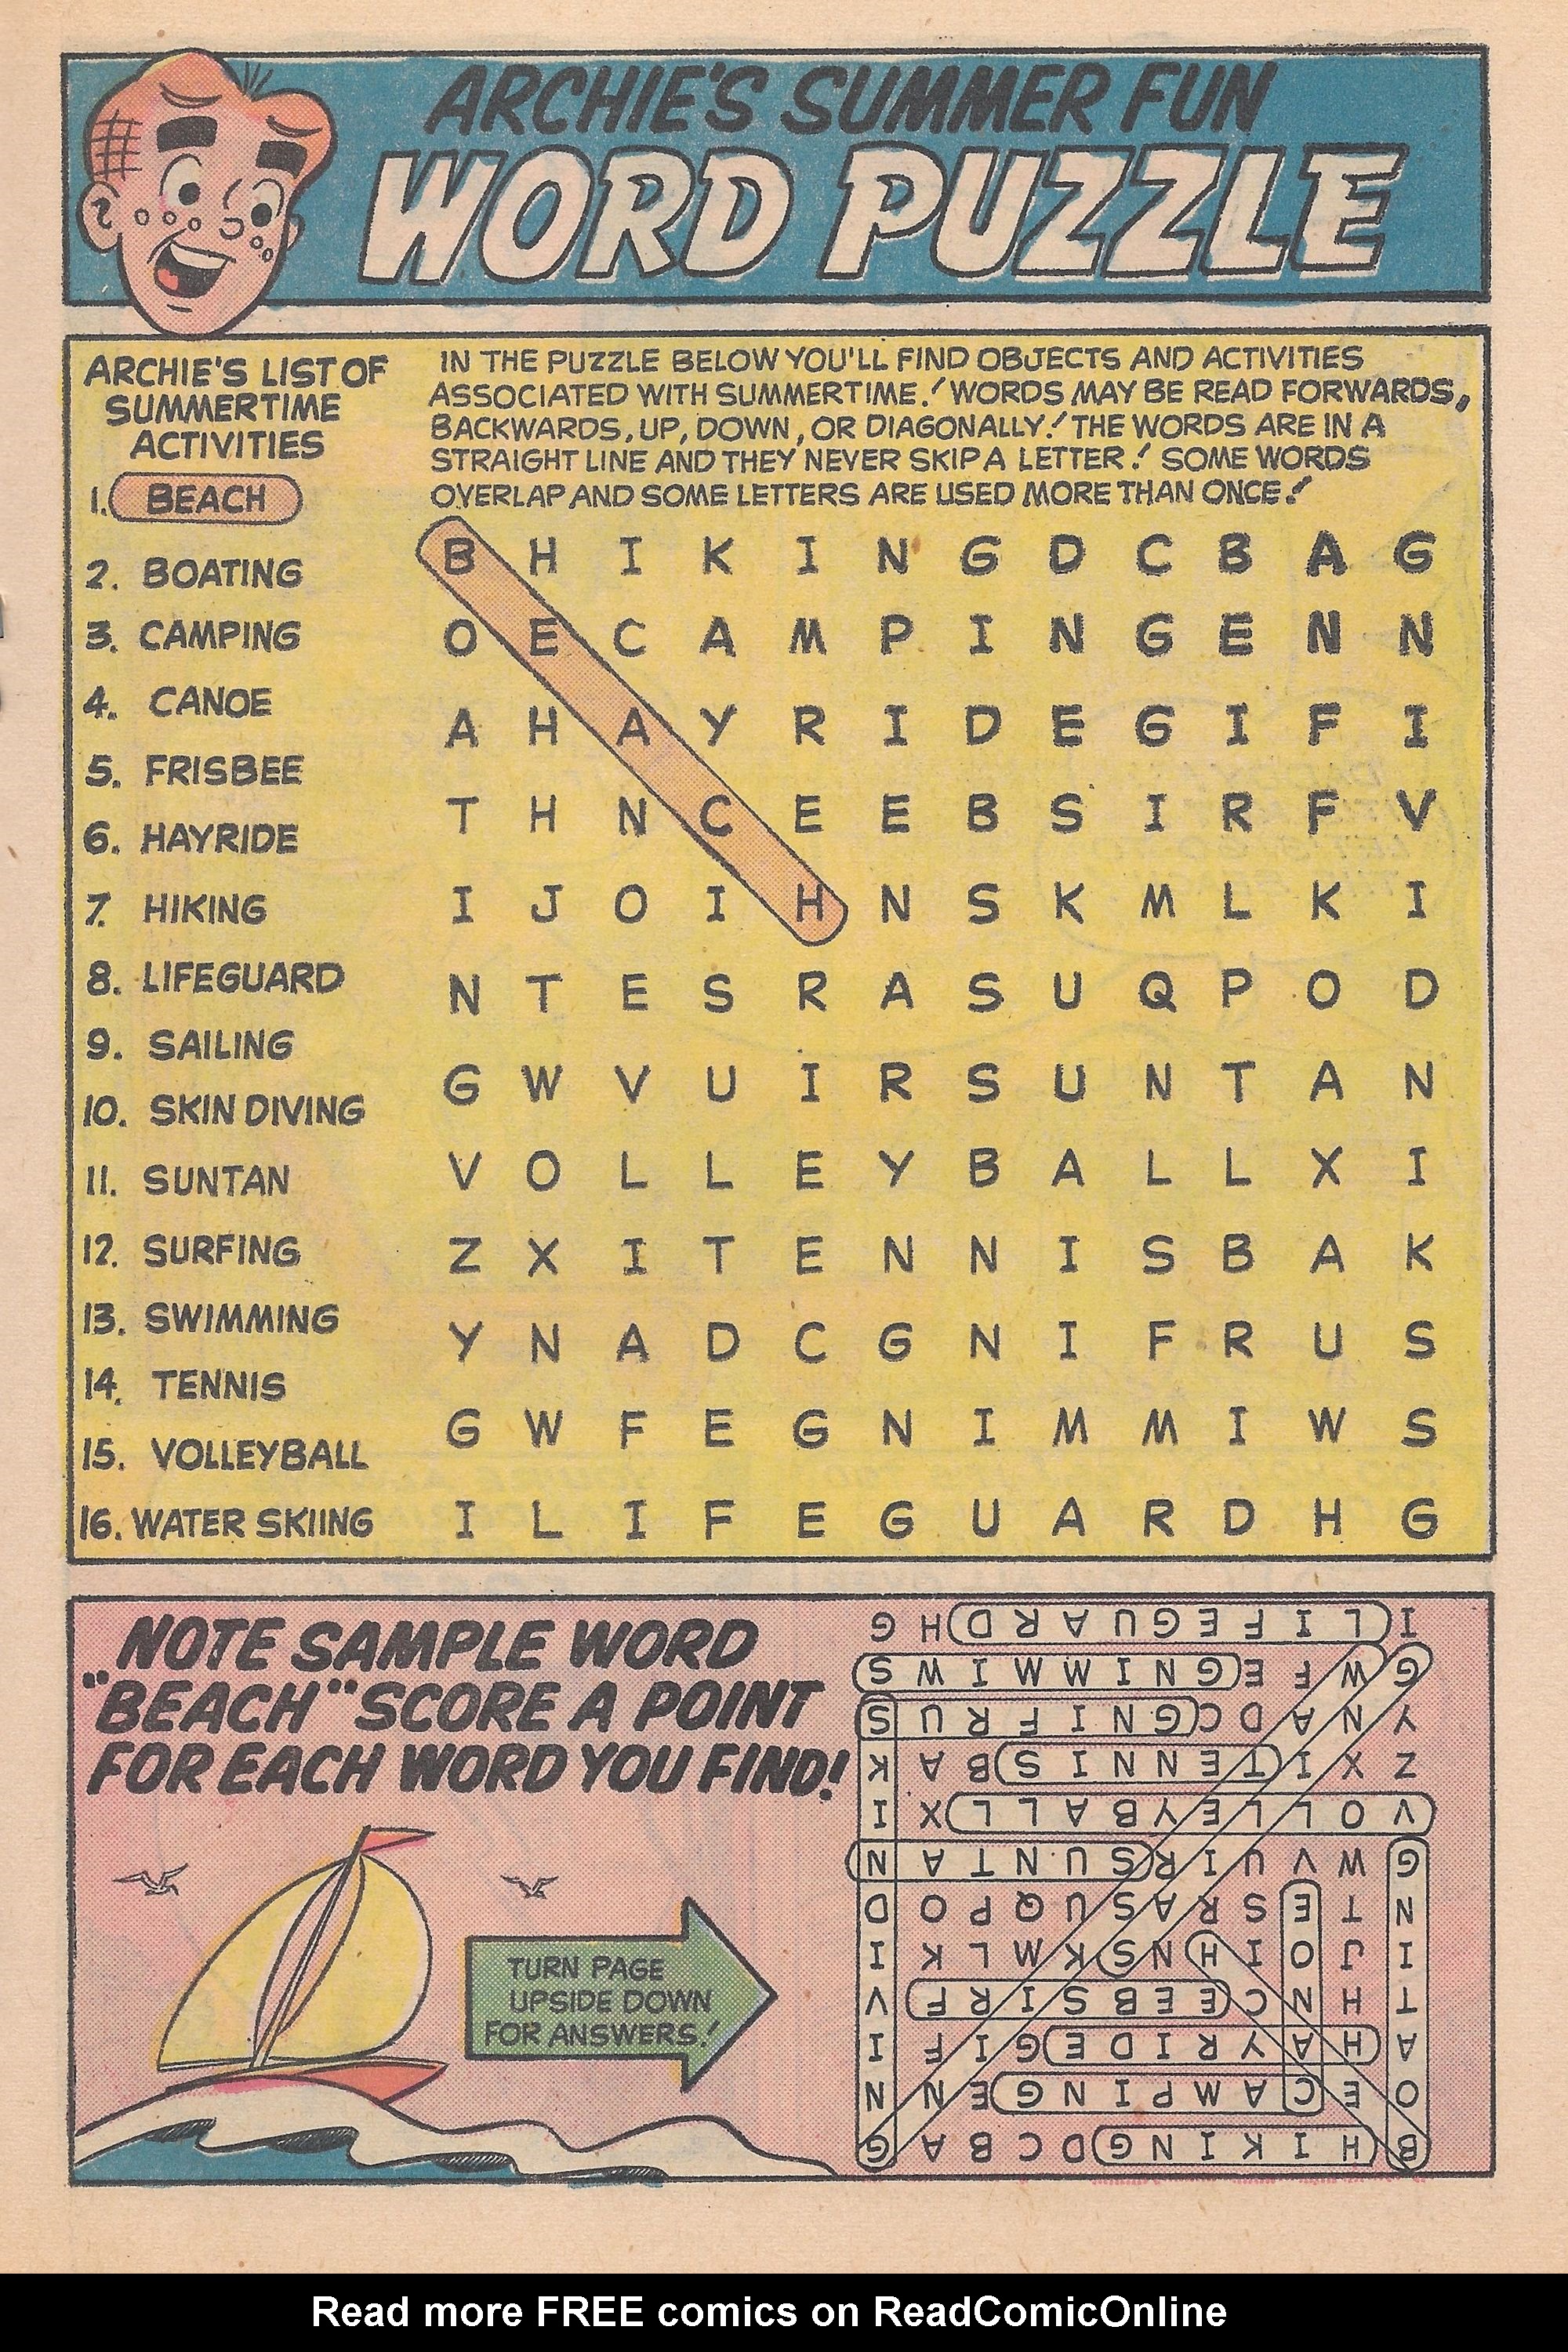 ARCHIE'S SUMMER FUN
WORD PUZZLE
ARCHIE'S LIST OF
SUMMERTIME
ACTIVITIES
1. BEACH
2. BOATING
3. CAMPING
4. CANOE
5. FRISBEE
6. HAYRIDE
7. HIKING
8. LIFEGUARD
9. SAILING
10. SKIN DIVING
11. SUNTAN
12. SURFING
13. SWIMMING
14. TENNIS
15. VOLLEYBALL
16. WATER SKIING
IN THE PUZZLE BELOW YOU'LL FIND OBJECTS AND ACTIVITIES
ASSOCIATED WITH SUMMERTIME! WORDS MAY BE READ FORWARDS,
BACKWARDS, UP, DOWN, OR DIAGONALLY! THE WORDS ARE IN A
STRAIGHT LINE AND THEY NEVER SKIP A LETTER! SOME WORDS
OVERLAP AND SOME LETTERS ARE USED MORE THAN ONCE!
B H I K I N G D C B A G
O E C A M P I N G E N N
A H A Y R I D E G I F I
T H N C E E B S I R F V
I J O I H N S K M L K I
N T E S R A S U Q P O D
G W V U I R S U N T A N
V O L L E Y B A L L X I
Z X I T E N N I S B A K
Y N A D C G N I F R U S
G W F E G N I M M I W S
I L I F E G U A R D H G
NOTE SAMPLE WORD
"BEACH" SCORE A POINT
FOR EACH WORD YOU FIND!
TURN PAGE
UPSIDE DOWN
FOR ANSWERS!
B H I K I N G D C B A G
O E C A M P I N G E N N
A H A Y R I D E G I F I
T H N C E E B S I R F V
I J O I H N S K M L K I
N T E S R A S U Q P O D
G W V U I R S U N T A N
V O L L E Y B A L L X I
Z X I T E N N I S B A K
Y N A D C G N I F R U S
G W F E G N I M M I W S
I L I F E G U A R D H G
Read more FREE comics on ReadComicOnline